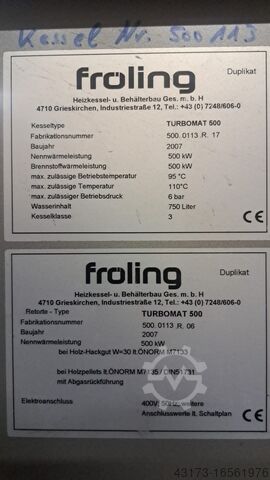 Kessel Nr. 500113
fröling
Duplikat
Heizkessel- u. Behälterbau Ges. m. b. H
4710 Grieskirchen, Industriestraße 12, Tel.: +43 (0) 7248/606-0
Kesseltype TURBOMAT 500
Fabrikationsnummer 500. 0113 .R. 17
Baujahr 2007
Nennwärmeleistung 500 kW
Brennstoffwärmeleistung 500 kW
max. zulässige Betriebstemperatur 95 °C
max. zulässige Temperatur 110°C
max. zulässiger Betriebsdruck 6 bar
Wasserinhalt 750 Liter
Kesselklasse 3
fröling
Duplikat
Heizkessel- u. Behälterbau Ges. m. b. H
4710 Grieskirchen, Industriestraße 12, Tel.: +43 (0) 7248/606-0
Retorte - Type TURBOMAT 500
Fabrikationsnummer 500. 0113 .R. 06
Baujahr 2007
Nennwärmeleistung 500 kW
bei Holz-Hackgut W=30 lt.ÖNORM M7133
bei Holzpellets lt.ÖNORM M7135 / DIN51731
mit Abgasrückführung
Elektroanschluss 400V, 50Hz, weitere
Anschlusswerte lt. Schaltplan
43173-16561976